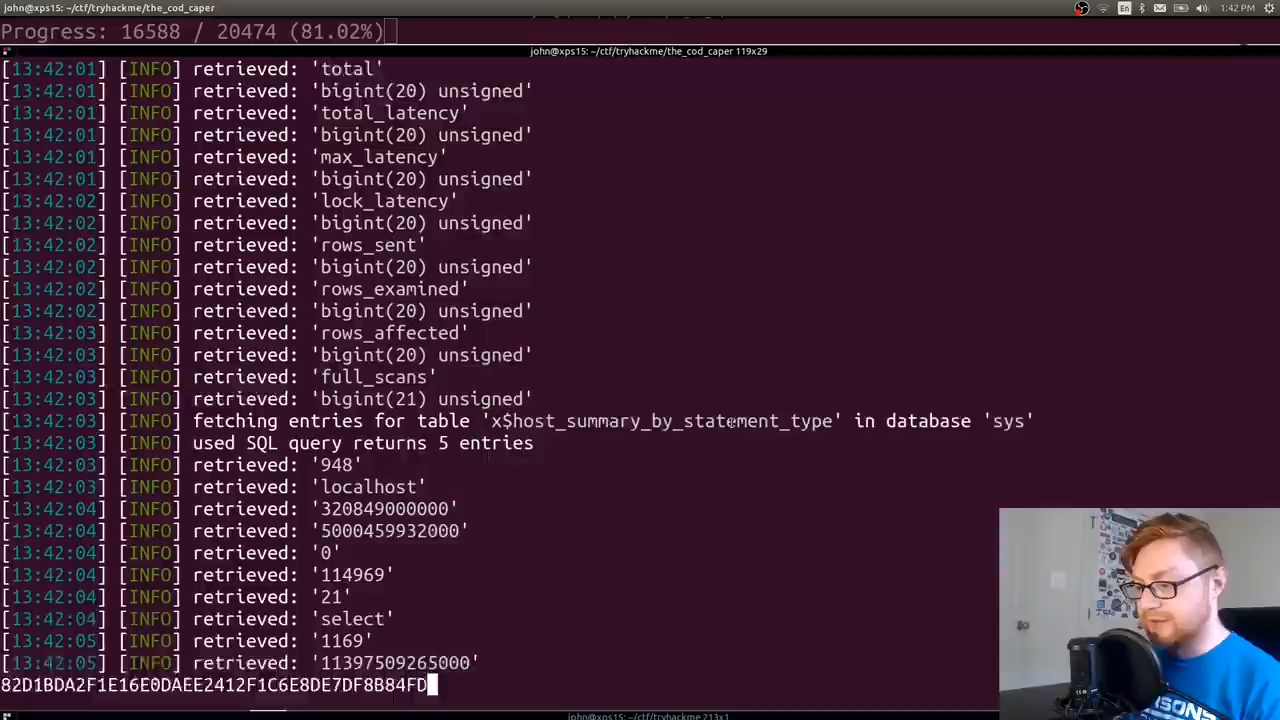 john@xps15: ~/ctf/tryhackme/the_cod_caper
En
1:42 PM
Progress: 16588 / 20474 (81.02%)
john@xps15: ~/ctf/tryhackme/the_cod_caper 119x29
[13:42:01] [INFO] retrieved: 'total'
[13:42:01] [INFO] retrieved: 'bigint(20) unsigned'
[13:42:01] [INFO] retrieved: 'total_latency'
[13:42:01] [INFO] retrieved: 'bigint(20) unsigned'
[13:42:01] [INFO] retrieved: 'max_latency'
[13:42:01] [INFO] retrieved: 'bigint(20) unsigned'
[13:42:02] [INFO] retrieved: 'lock_latency'
[13:42:02] [INFO] retrieved: 'bigint(20) unsigned'
[13:42:02] [INFO] retrieved: 'rows_sent'
[13:42:02] [INFO] retrieved: 'bigint(20) unsigned'
[13:42:02] [INFO] retrieved: 'rows_examined'
[13:42:02] [INFO] retrieved: 'bigint(20) unsigned'
[13:42:03] [INFO] retrieved: 'rows_affected'
[13:42:03] [INFO] retrieved: 'bigint(20) unsigned'
[13:42:03] [INFO] retrieved: 'full_scans'
[13:42:03] [INFO] retrieved: 'bigint(21) unsigned'
[13:42:03] [INFO] fetching entries for table 'x$host_summary_by_statement_type' in database 'sys'
[13:42:03] [INFO] used SQL query returns 5 entries
[13:42:03] [INFO] retrieved: '948'
[13:42:03] [INFO] retrieved: 'localhost'
[13:42:04] [INFO] retrieved: '320849000000'
[13:42:04] [INFO] retrieved: '5000459932000'
[13:42:04] [INFO] retrieved: '0'
[13:42:04] [INFO] retrieved: '114969'
[13:42:04] [INFO] retrieved: '21'
[13:42:04] [INFO] retrieved: 'select'
[13:42:05] [INFO] retrieved: '1169'
[13:42:05] [INFO] retrieved: '11397509265000'
82D1BDA2F1E16E0DAEE2412F1C6E8DE7DF8B84FD
john@xps15: ~/ctf/tryhackme 213x1